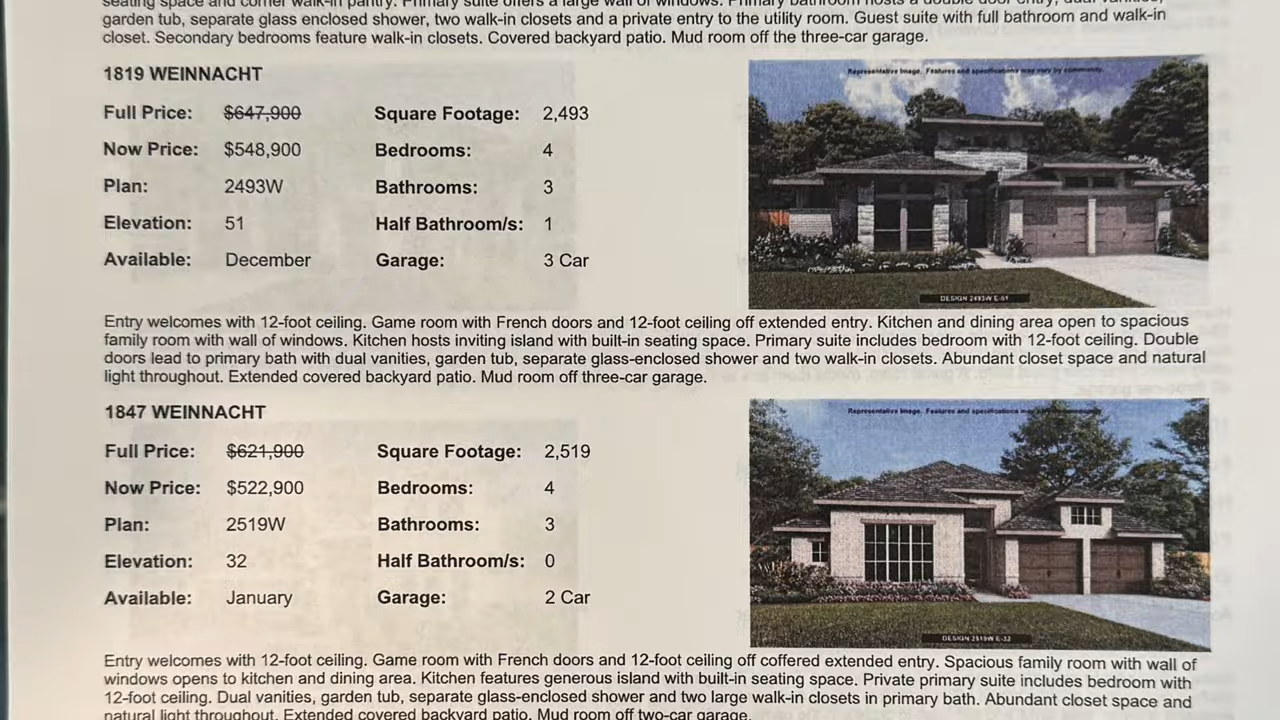 seating space and corner walk-in pantry. Primary suite offers a large wall of windows. Primary bathroom hosts a double door entry, dual vanities,
garden tub, separate glass enclosed shower, two walk-in closets and a private entry to the utility room. Guest suite with full bathroom and walk-in
closet. Secondary bedrooms feature walk-in closets. Covered backyard patio. Mud room off the three-car garage.
1819 WEINNACHT
Full Price: $647,900 Square Footage: 2,493
Now Price: $548,900 Bedrooms: 4
Plan: 2493W Bathrooms: 3
Elevation: 51 Half Bathroom/s: 1
Available: December Garage: 3 Car
Representative Image. Features and specifications may vary by community.
DESIGN 2493W E-51
Entry welcomes with 12-foot ceiling. Game room with French doors and 12-foot ceiling off extended entry. Kitchen and dining area open to spacious
family room with wall of windows. Kitchen hosts inviting island with built-in seating space. Primary suite includes bedroom with 12-foot ceiling. Double
doors lead to primary bath with dual vanities, garden tub, separate glass-enclosed shower and two walk-in closets. Abundant closet space and natural
light throughout. Extended covered backyard patio. Mud room off three-car garage.
1847 WEINNACHT
Full Price: $621,900 Square Footage: 2,519
Now Price: $522,900 Bedrooms: 4
Plan: 2519W Bathrooms: 3
Elevation: 32 Half Bathroom/s: 0
Available: January Garage: 2 Car
Representative Image. Features and specifications
DESIGN 2519W E-32
Entry welcomes with 12-foot ceiling. Game room with French doors and 12-foot ceiling off coffered extended entry. Spacious family room with wall of
windows opens to kitchen and dining area. Kitchen features generous island with built-in seating space. Private primary suite includes bedroom with
12-foot ceiling. Dual vanities, garden tub, separate glass-enclosed shower and two large walk-in closets in primary bath. Abundant closet space and
natural light throughout. Extended covered backyard patio. Mud room off two-car garage.